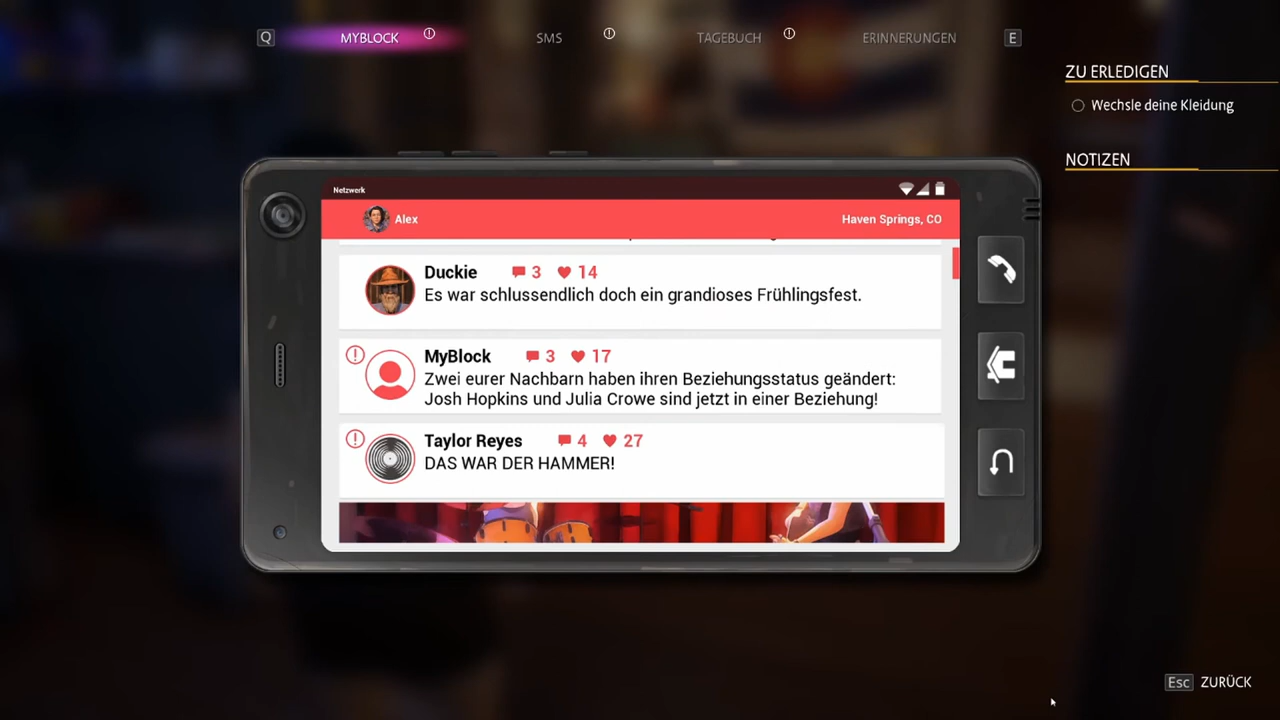 Q
MYBLOCK
SMS
TAGEBUCH
ERINNERUNGEN
E
ZU ERLEDIGEN
Wechsle deine Kleidung
NOTIZEN
Netzwerk
Alex
Haven Springs, CO
Duckie 3 14
Es war schlussendlich doch ein grandioses Frühlingsfest.
MyBlock 3 17
Zwei eurer Nachbarn haben ihren Beziehungsstatus geändert:
Josh Hopkins und Julia Crowe sind jetzt in einer Beziehung!
Taylor Reyes 4 27
DAS WAR DER HAMMER!
Esc ZURÜCK